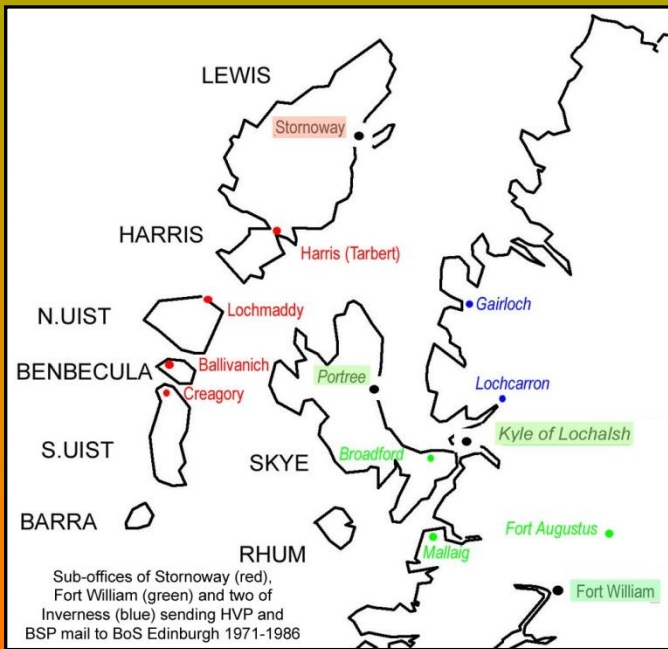 LEWIS
Stornoway
HARRIS
Harris (Tarbert)
N.UIST
Lochmaddy
Gairloch
BENBECULA
Ballivanich
Portree
Creagory
Lochcarron
Kyle of Lochalsh
S.UIST
SKYE
Broadford
BARRA
RHUM
Mallaig
Fort Augustus
Fort William
Sub-offices of Stornoway (red),
Fort William (green) and two of
Inverness (blue) sending HVP and
BSP mail to BoS Edinburgh 1971-1986